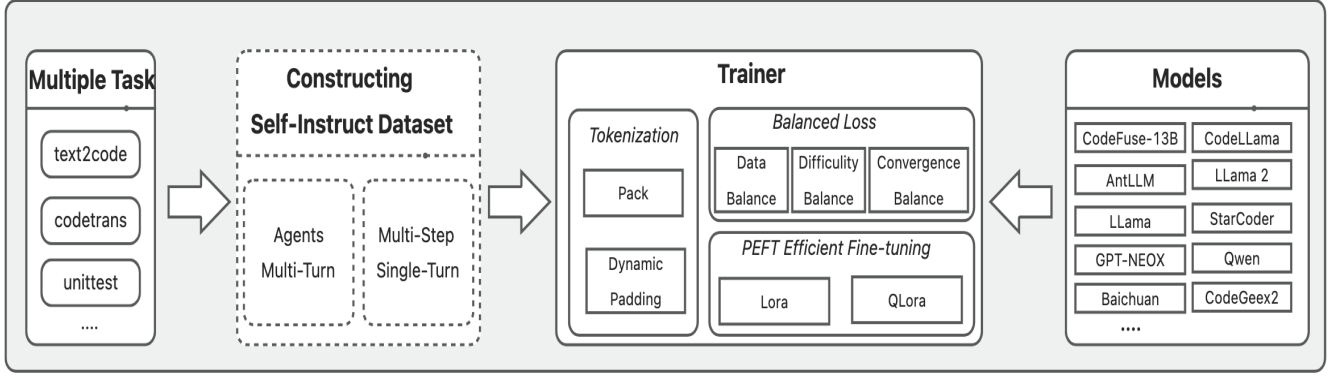 Multiple Task
text2code
codetrans
unittest
....
Constructing
Self-Instruct Dataset
Agents
Multi-Turn
Multi-Step
Single-Turn
Trainer
Tokenization
Pack
Dynamic
Padding
Balanced Loss
Data
Balance
Difficulity
Balance
Convergence
Balance
PEFT Efficient Fine-tuning
Lora
QLora
Models
CodeFuse-13B
CodeLLama
AntLLM
LLama 2
LLama
StarCoder
GPT-NEOX
Qwen
Baichuan
CodeGeex2
....